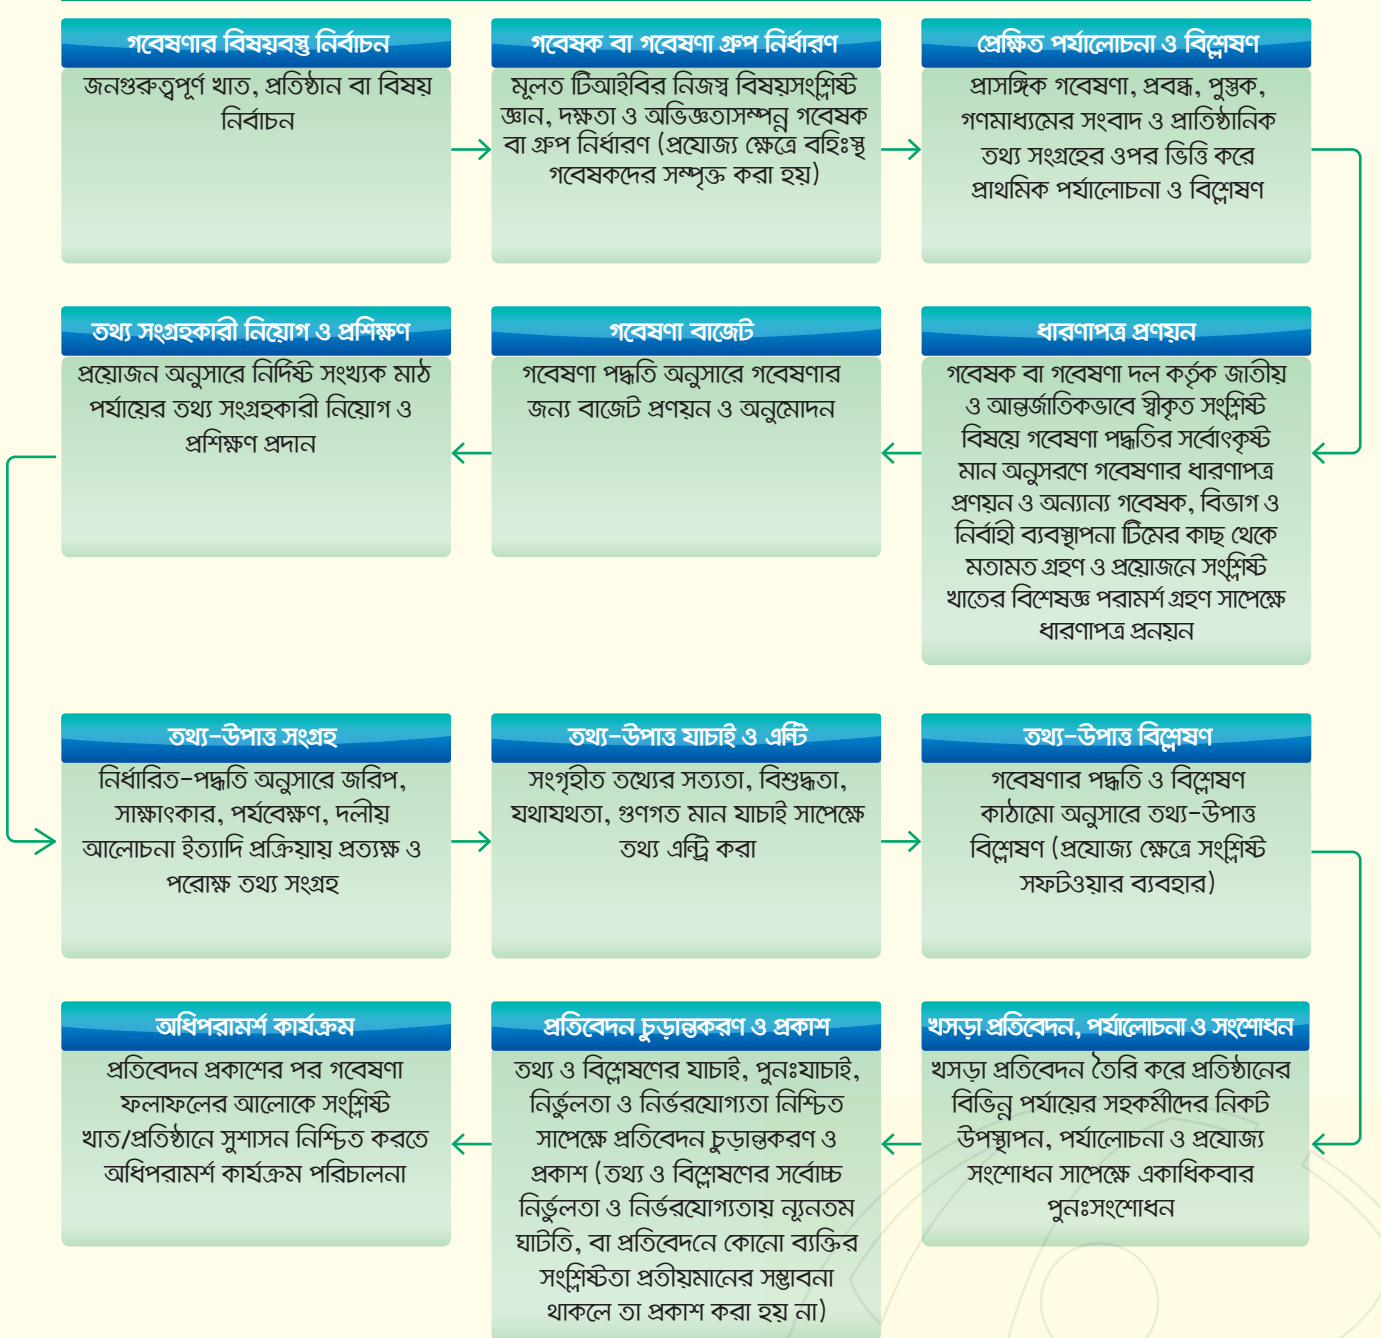 গবেষণার বিষয়বস্তু নির্বাচন
জনগুরুত্বপূর্ণ খাত, প্রতিষ্ঠান বা বিষয়
নির্বাচন
গবেষক বা গবেষণা গ্রুপ নির্ধারণ
মূলত টিআইবির নিজস্ব বিষয়সংশ্লিষ্ট
জ্ঞান, দক্ষতা ও অভিজ্ঞতাসম্পন্ন গবেষক
বা গ্রুপ নির্ধারণ (প্রযোজ্য ক্ষেত্রে বহিঃস্থ
গবেষকদের সম্পৃক্ত করা হয়)
প্রেক্ষিত পর্যালোচনা ও বিশ্লেষণ
প্রাসঙ্গিক গবেষণা, প্রবন্ধ, পুস্তক,
গণমাধ্যমের সংবাদ ও প্রাতিষ্ঠানিক
তথ্য সংগ্রহের ওপর ভিত্তি করে
প্রাথমিক পর্যালোচনা ও বিশ্লেষণ
ধারণাপত্র প্রণয়ন
গবেষক বা গবেষণা দল কর্তৃক জাতীয়
ও আন্তর্জাতিকভাবে স্বীকৃত সংশ্লিষ্ট
বিষয়ে গবেষণা পদ্ধতির সর্বোৎকৃষ্ট
মান অনুসরণে গবেষণার ধারণাপত্র
প্রণয়ন ও অন্যান্য গবেষক, বিভাগ ও
নির্বাহী ব্যবস্থাপনা টিমের কাছ থেকে
মতামত গ্রহণ ও প্রয়োজনে সংশ্লিষ্ট
খাতের বিশেষজ্ঞ পরামর্শ গ্রহণ সাপেক্ষে
ধারণাপত্র প্রনয়ন
গবেষণা বাজেট
গবেষণা পদ্ধতি অনুসারে গবেষণার
জন্য বাজেট প্রণয়ন ও অনুমোদন
তথ্য সংগ্রহকারী নিয়োগ ও প্রশিক্ষণ
প্রয়োজন অনুসারে নির্দিষ্ট সংখ্যক মাঠ
পর্যায়ের তথ্য সংগ্রহকারী নিয়োগ ও
প্রশিক্ষণ প্রদান
তথ্য-উপাত্ত সংগ্রহ
নির্ধারিত-পদ্ধতি অনুসারে জরিপ,
সাক্ষাৎকার, পর্যবেক্ষণ, দলীয়
আলোচনা ইত্যাদি প্রক্রিয়ায় প্রত্যক্ষ ও
পরোক্ষ তথ্য সংগ্রহ
তথ্য-উপাত্ত যাচাই ও এন্টি
সংগৃহীত তথ্যের সত্যতা, বিশুদ্ধতা,
যথাযথতা, গুণগত মান যাচাই সাপেক্ষে
তথ্য এন্ট্রি করা
তথ্য-উপাত্ত বিশ্লেষণ
গবেষণার পদ্ধতি ও বিশ্লেষণ
কাঠামো অনুসারে তথ্য-উপাত্ত
বিশ্লেষণ (প্রযোজ্য ক্ষেত্রে সংশ্লিষ্ট
সফটওয়ার ব্যবহার)
খসড়া প্রতিবেদন, পর্যালোচনা ও সংশোধন
খসড়া প্রতিবেদন তৈরি করে প্রতিষ্ঠানের
বিভিন্ন পর্যায়ের সহকর্মীদের নিকট
উপস্থাপন, পর্যালোচনা ও প্রযোজ্য
সংশোধন সাপেক্ষে একাধিকবার
পুনঃসংশোধন
প্রতিবেদন চুড়ান্তকরণ ও প্রকাশ
তথ্য ও বিশ্লেষণের যাচাই, পুনঃযাচাই,
নির্ভুলতা ও নির্ভরযোগ্যতা নিশ্চিত
সাপেক্ষে প্রতিবেদন চুড়ান্তকরণ ও
প্রকাশ (তথ্য ও বিশ্লেষণের সর্বোচ্চ
নির্ভুলতা ও নির্ভরযোগ্যতায় ন্যূনতম
ঘাটতি, বা প্রতিবেদনে কোনো ব্যক্তির
সংশ্লিষ্টতা প্রতীয়মানের সম্ভাবনা
থাকলে তা প্রকাশ করা হয় না)
অধিপরামর্শ কার্যক্রম
প্রতিবেদন প্রকাশের পর গবেষণা
ফলাফলের আলোকে সংশ্লিষ্ট
খাত/প্রতিষ্ঠানে সুশাসন নিশ্চিত করতে
অধিপরামর্শ কার্যক্রম পরিচালনা